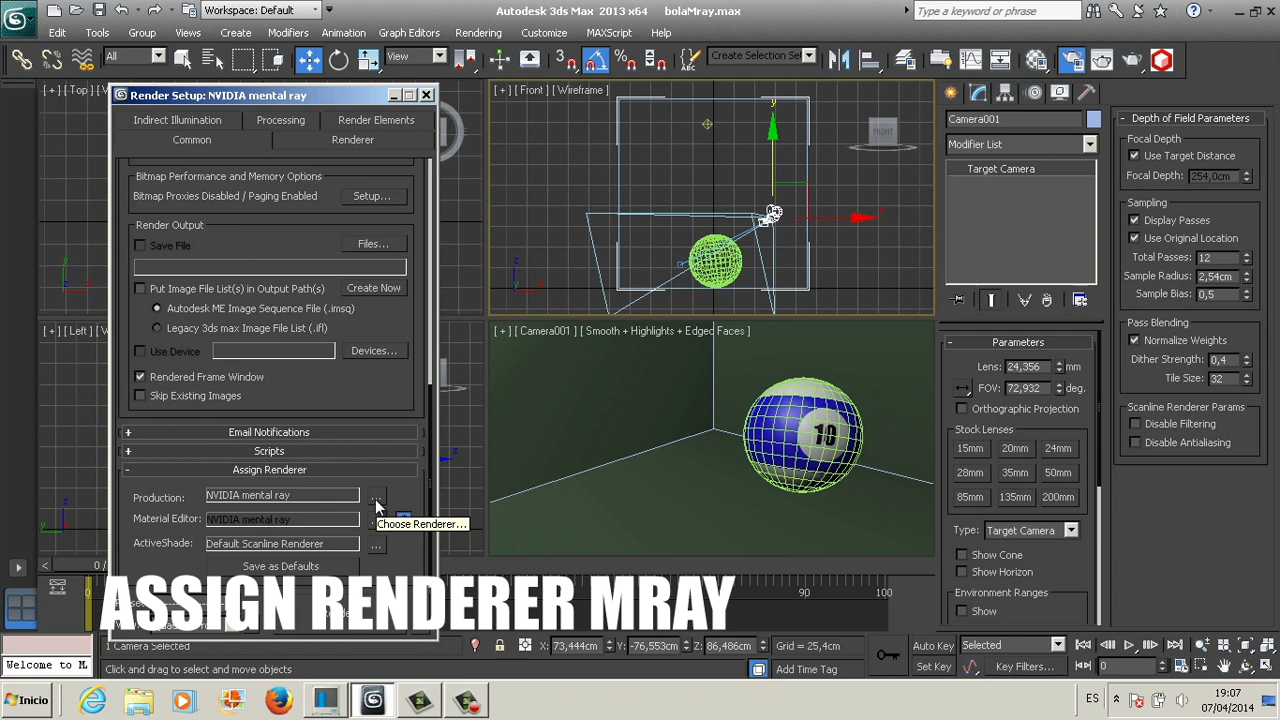 Workspace: Default
Autodesk 3ds Max 2013 x64
bolaMray.max
Type a keyword or phrase
Edit
Tools
Group
Views
Create
Modifiers
Animation
Graph Editors
Rendering
Customize
MAXScript
Help
All
View
Create Selection Se
Render Setup: NVIDIA mental ray
Indirect Illumination
Processing
Render Elements
Common
Renderer
Bitmap Performance and Memory Options
Bitmap Proxies Disabled / Paging Enabled
Setup...
Render Output
Save File
Files...
Put Image File List(s) in Output Path(s)
Create Now
Autodesk ME Image Sequence File (.imsq)
Legacy 3ds max Image File List (.ifl)
Use Device
Devices...
Rendered Frame Window
Skip Existing Images
Email Notifications
Scripts
Assign Renderer
Production:
NVIDIA mental ray
...
Choose Renderer...
Material Editor:
NVIDIA mental ray
ActiveShade:
Default Scanline Renderer
...
Save as Defaults
[ + ] [ Top ]
[ + ] [ Left ]
[ + ] [ Front ] [ Wireframe ]
FRONT
[ + ] [ Camera001 ] [ Smooth + Highlights + Edged Faces ]
10
Camera001
Modifier List
Target Camera
Parameters
Lens: 24,356 mm
FOV: 72,932 deg.
Orthographic Projection
Stock Lenses
15mm 20mm 24mm
28mm 35mm 50mm
85mm 135mm 200mm
Type: Target Camera
Show Cone
Show Horizon
Environment Ranges
Show
Depth of Field Parameters
Focal Depth
Use Target Distance
Focal Depth: 254,0cm
Sampling
Display Passes
Use Original Location
Total Passes: 12
Sample Radius: 2,54cm
Sample Bias: 0,5
Pass Blending
Normalize Weights
Dither Strength: 0,4
Tile Size: 32
Scanline Renderer Params
Disable Filtering
Disable Antialiasing
90
100
ASSIGN RENDERER MRAY
1 Camera Selected
X: 73,444cm
Y: -76,553cm
Z: 86,486cm
Grid = 25,4cm
Auto Key
Selected
Welcome to M
Click and drag to select and move objects
Add Time Tag
Set Key
Key Filters...
0
Inicio
ES
19:07
07/04/2014